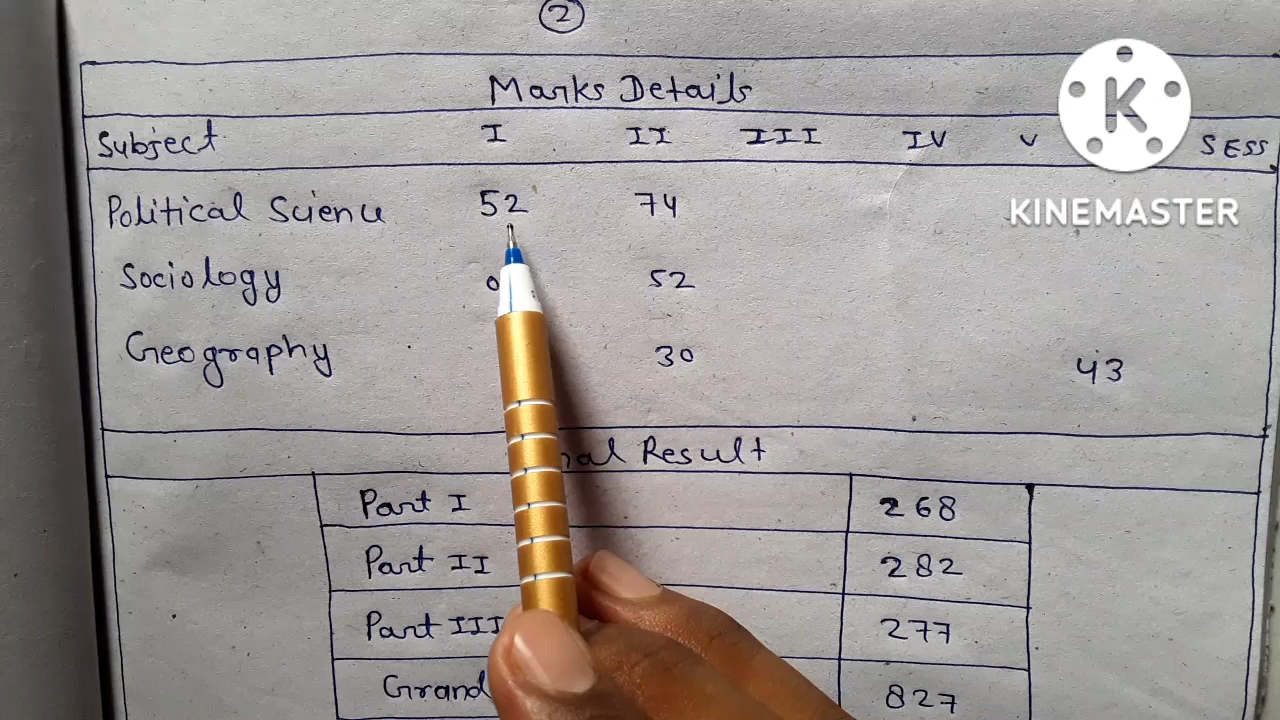 2
Marks Details
Subject I II III IV V SESS
Political Science 52 74
Sociology 52
Geography 30 43
Result
Part I 268
Part II 282
Part III 277
Grand 827
K
KINEMASTER